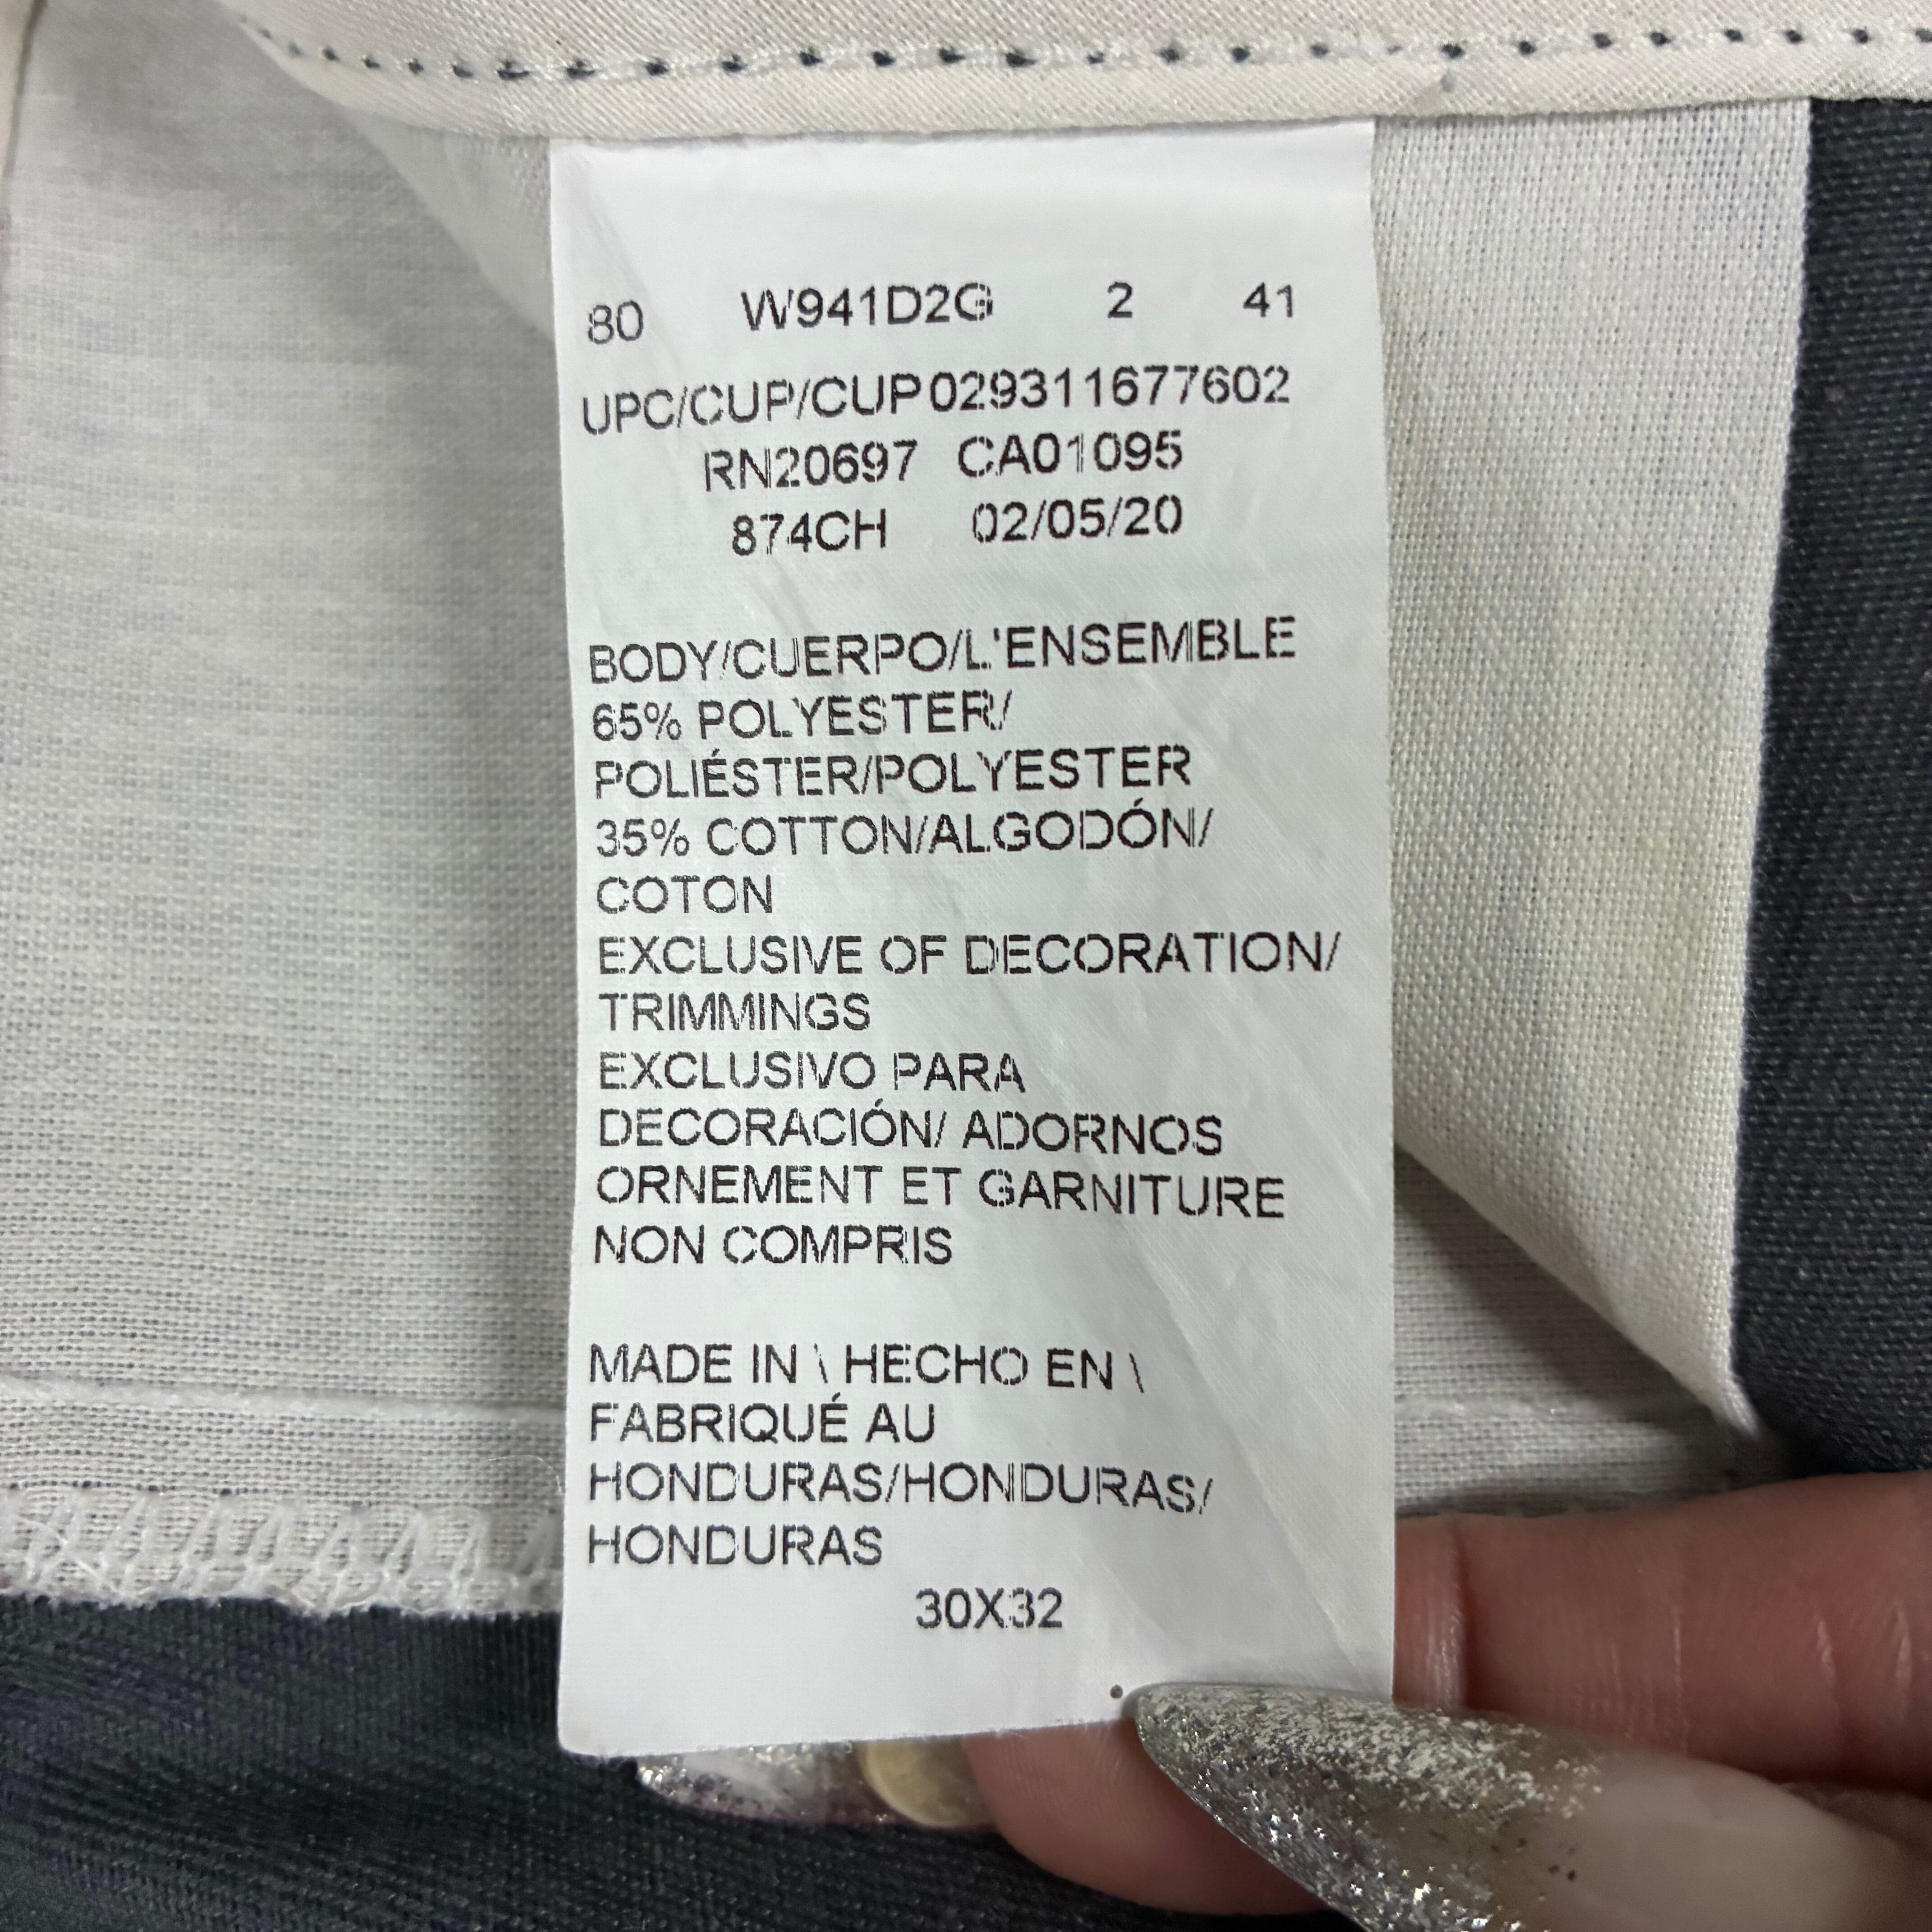 80 W941D2G 2 41
UPC/CUP/CUP 029311677602
RN20697 CA01095
874CH 02/05/20
BODY/CUERPO/L'ENSEMBLE
65% POLYESTER/
POLIÉSTER/POLYESTER
35% COTTON/ALGODÓN/
COTON
EXCLUSIVE OF DECORATION/
TRIMMINGS
EXCLUSIVO PARA
DECORACIÓN/ ADORNOS
ORNEMENT ET GARNITURE
NON COMPRIS
MADE IN \ HECHO EN \
FABRIQUÉ AU
HONDURAS/HONDURAS/
HONDURAS
30X32